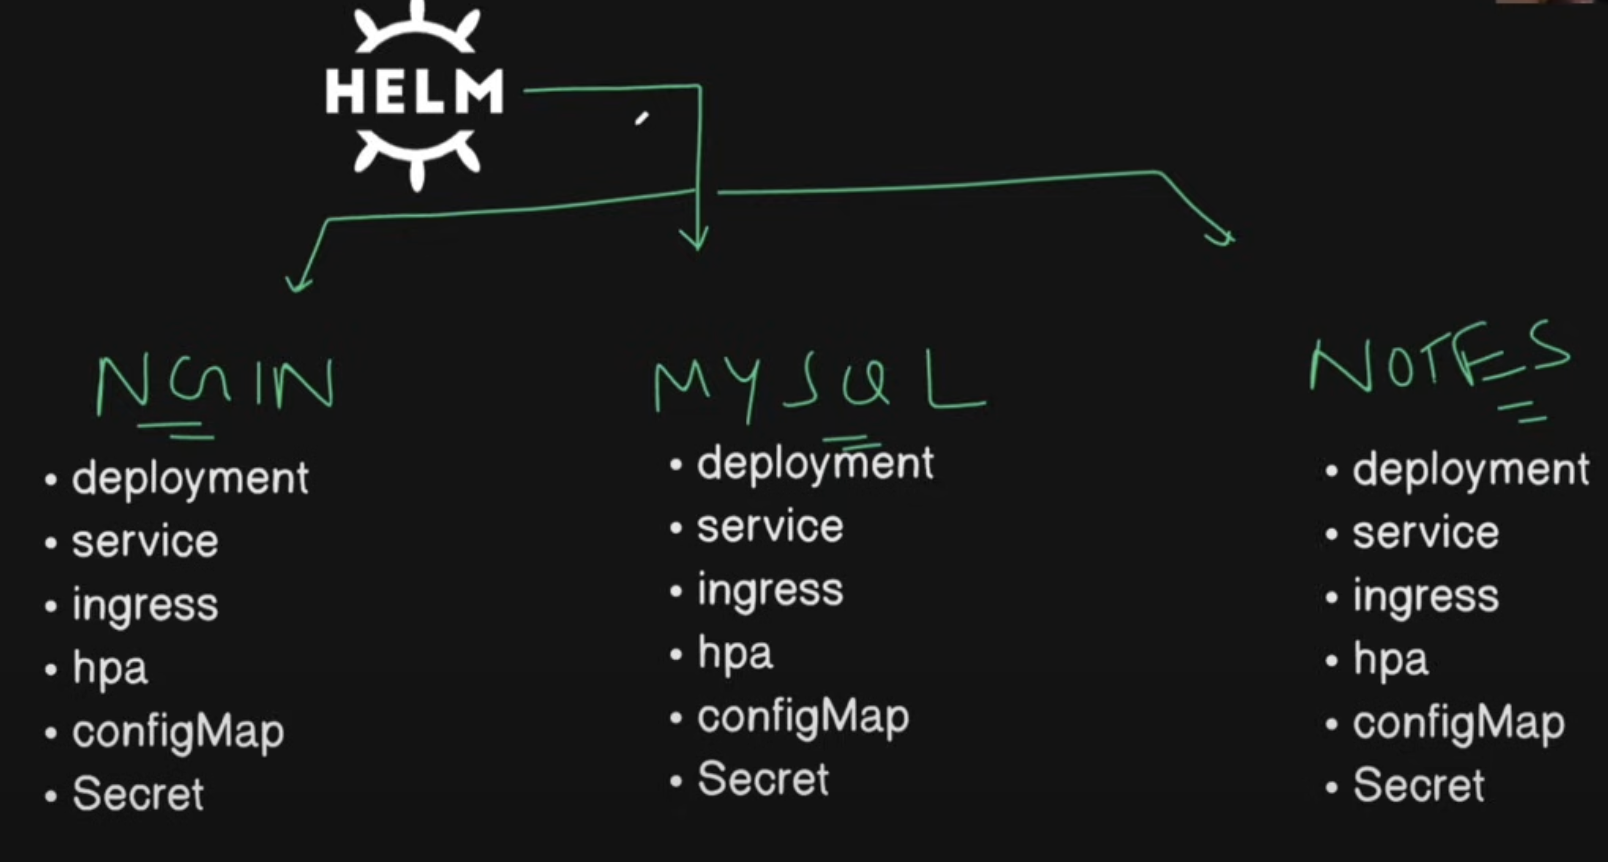 HELM
NGIN
deployment
service
ingress
hpa
configMap
Secret
MYSQL
deployment
service
ingress
hpa
configMap
Secret
NOTES
deployment
service
ingress
hpa
configMap
Secret